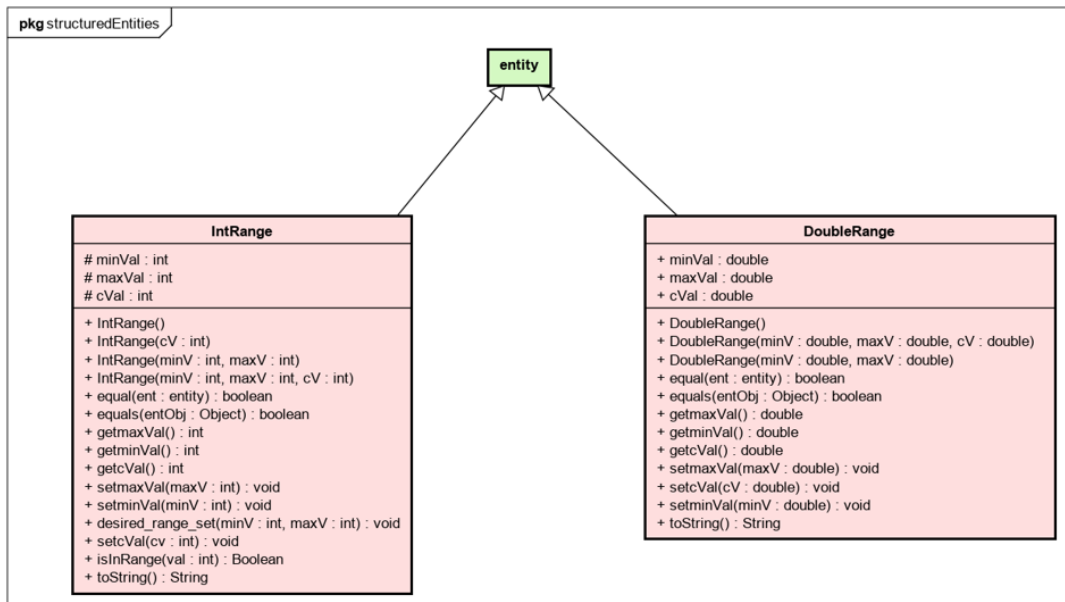 pkg structuredEntities
entity
IntRange
# minVal : int
# maxVal : int
# cVal : int
+ IntRange()
+ IntRange(cV : int)
+ IntRange(minV : int, maxV : int)
+ IntRange(minV : int, maxV : int, cV : int)
+ equal(ent : entity) : boolean
+ equals(entObj : Object) : boolean
+ getmaxVal() : int
+ getminVal() : int
+ getcVal() : int
+ setmaxVal(maxV : int) : void
+ setminVal(minV : int) : void
+ desired_range_set(minV : int, maxV : int) : void
+ setcVal(cv : int) : void
+ isInRange(val : int) : Boolean
+ toString() : String
DoubleRange
+ minVal : double
+ maxVal : double
+ cVal : double
+ DoubleRange()
+ DoubleRange(minV : double, maxV : double, cV : double)
+ DoubleRange(minV : double, maxV : double)
+ equal(ent : entity) : boolean
+ equals(entObj : Object) : boolean
+ getmaxVal() : double
+ getminVal() : double
+ getcVal() : double
+ setmaxVal(maxV : double) : void
+ setcVal(cV : double) : void
+ setminVal(minV : double) : void
+ toString() : String